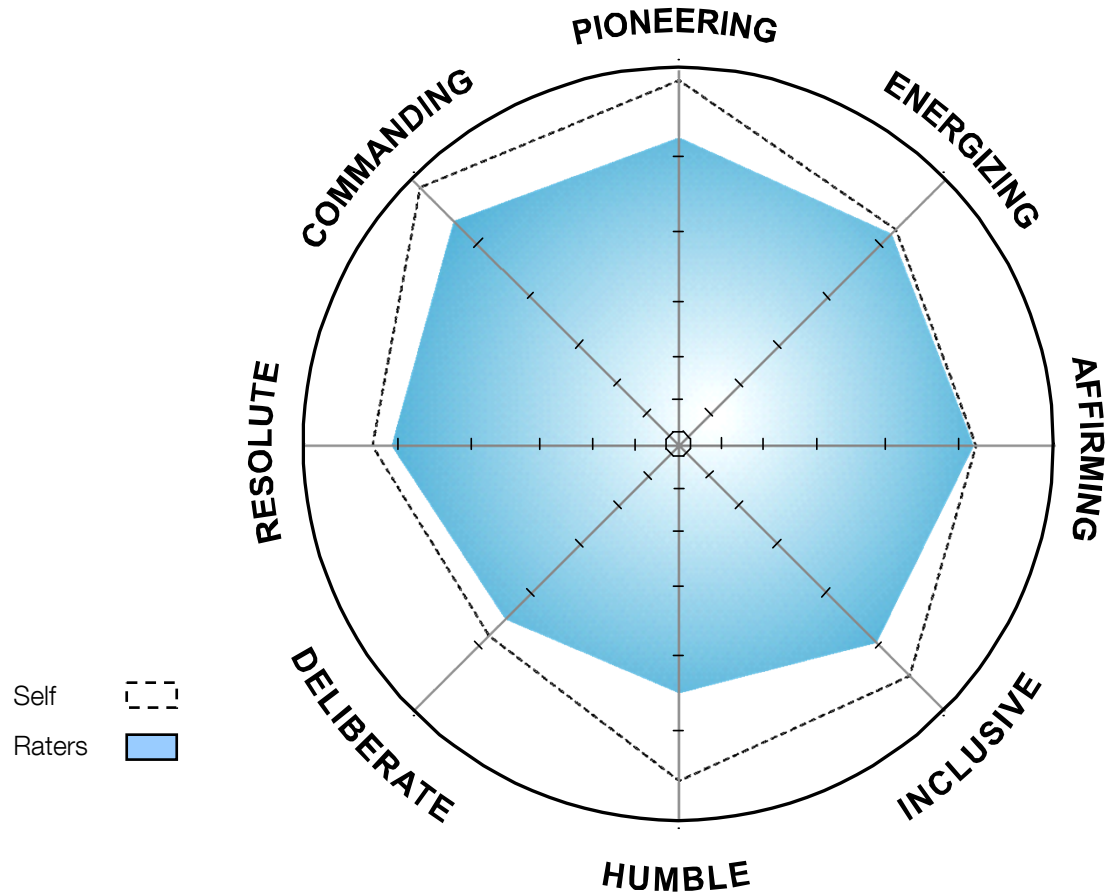 PIONEERING
ENERGIZING
COMMANDING
AFFIRMING
RESOLUTE
INCLUSIVE
DELIBERATE
HUMBLE
Self
Raters